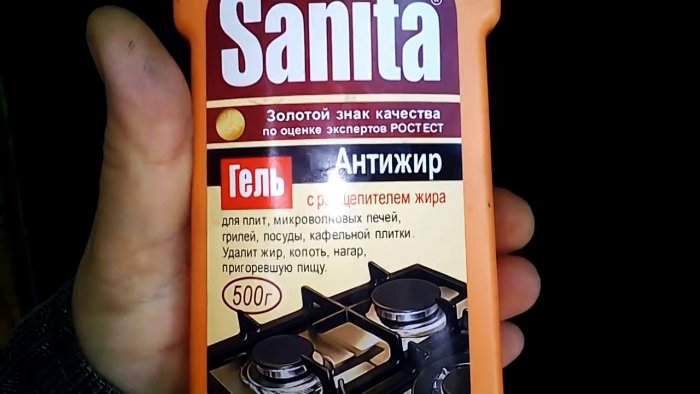 Sanita®
Золотой знак качества
по оценке экспертов РОСТЕСТ
Гель Антижир
с расщепителем жира
для плит, микроволновых печей,
грилей, посуды, кафельной плитки.
Удалит жир, копоть, нагар,
пригоревшую пищу.
500г